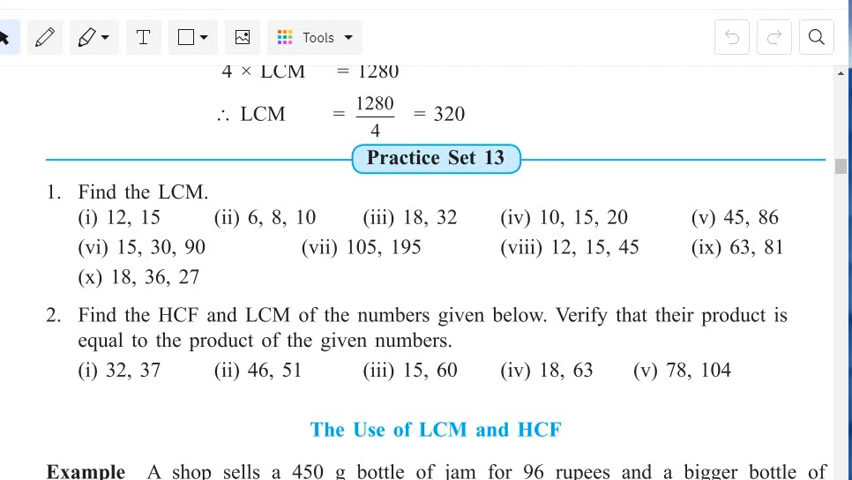 T
Tools
4 × LCM = 1280
∴ LCM = 1280/4 = 320
Practice Set 13
1. Find the LCM.
(i) 12, 15 (ii) 6, 8, 10 (iii) 18, 32 (iv) 10, 15, 20 (v) 45, 86
(vi) 15, 30, 90 (vii) 105, 195 (viii) 12, 15, 45 (ix) 63, 81
(x) 18, 36, 27
2. Find the HCF and LCM of the numbers given below. Verify that their product is
equal to the product of the given numbers.
(i) 32, 37 (ii) 46, 51 (iii) 15, 60 (iv) 18, 63 (v) 78, 104
The Use of LCM and HCF
Example A shop sells a 450 g bottle of jam for 96 rupees and a bigger bottle of